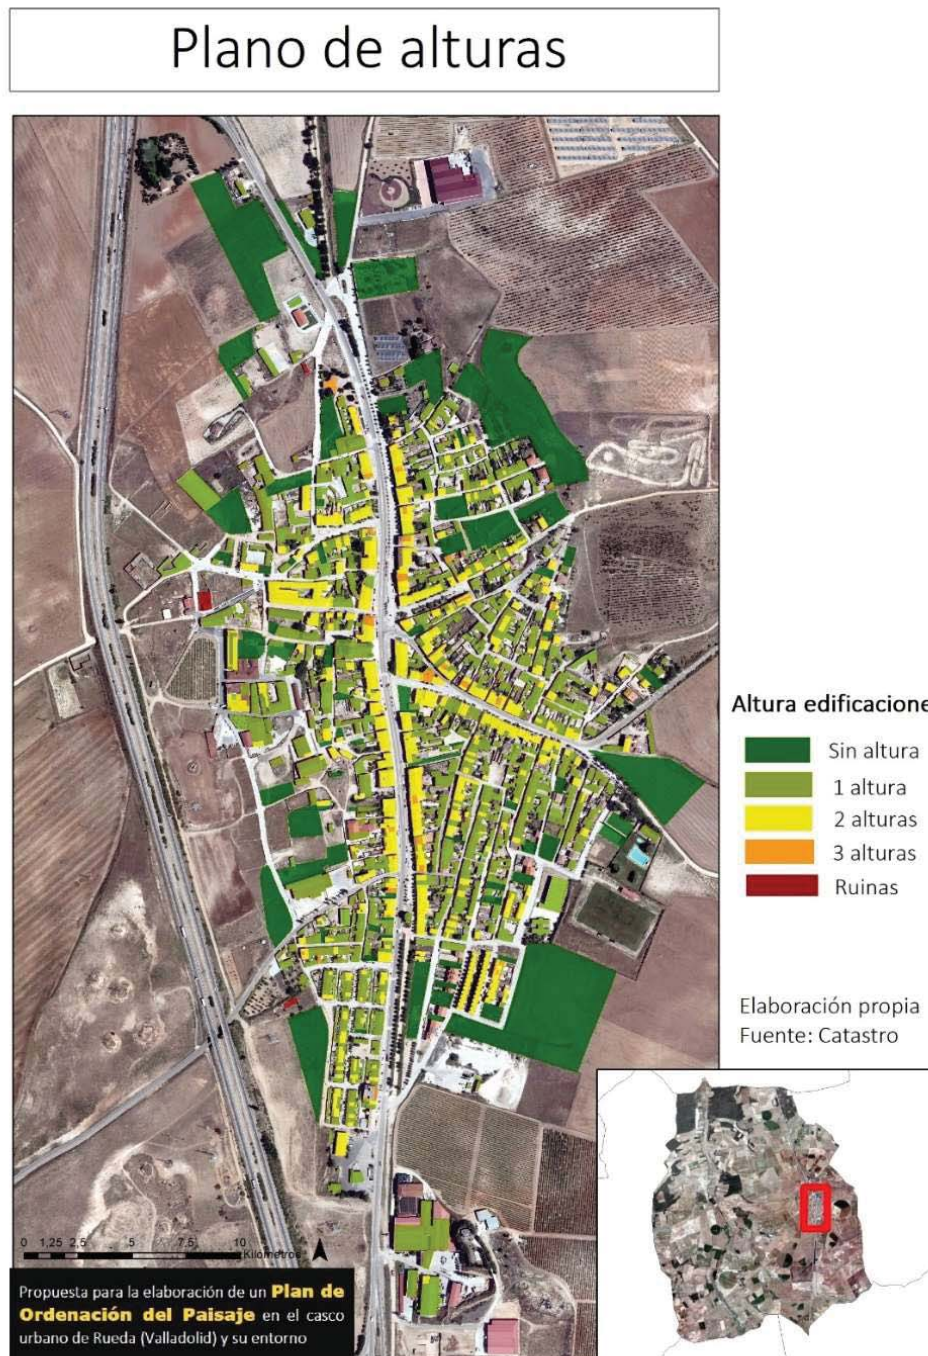 Plano de alturas
Altura edificacione
Sin altura
1 altura
2 alturas
3 alturas
Ruinas
Elaboración propia
Fuente: Catastro
0 1,25 2,5 5 7,5 10
Kilómetros
Propuesta para la elaboración de un Plan de
Ordenación del Paisaje en el casco
urbano de Rueda (Valladolid) y su entorno